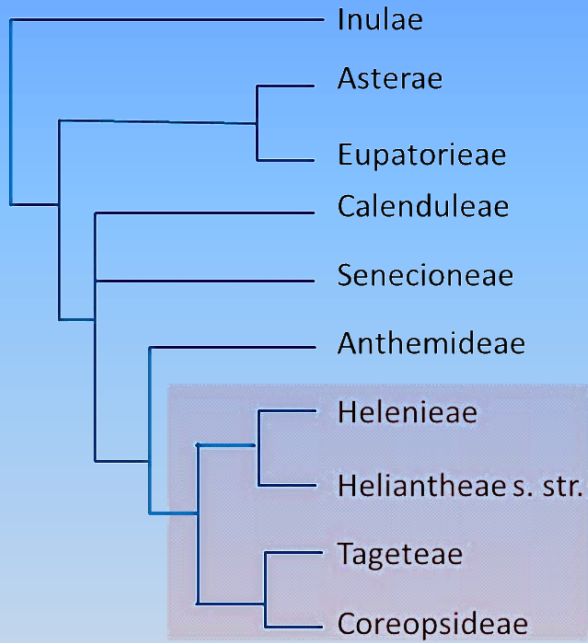 Inulae
Asterae
Eupatorieae
Calenduleae
Senecioneae
Anthemideae
Helenieae
Heliantheae s. str.
Tageteae
Coreopsideae